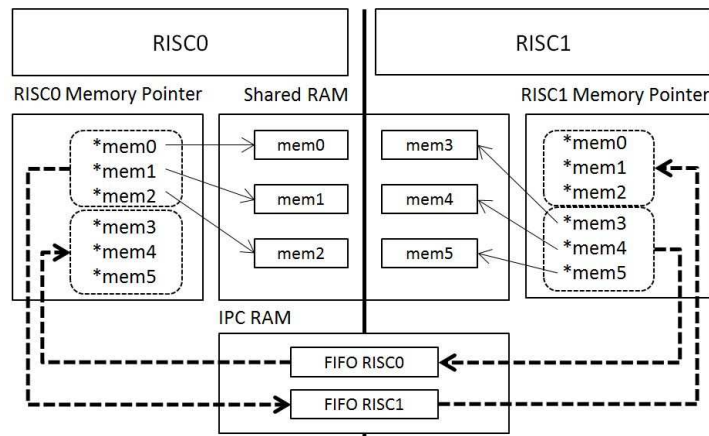 RISC0
RISC1
RISC0 Memory Pointer
Shared RAM
RISC1 Memory Pointer
*mem0
*mem1
*mem2
*mem3
*mem4
*mem5
mem0
mem1
mem2
mem3
mem4
mem5
*mem0
*mem1
*mem2
*mem3
*mem4
*mem5
IPC RAM
FIFO RISC0
FIFO RISC1